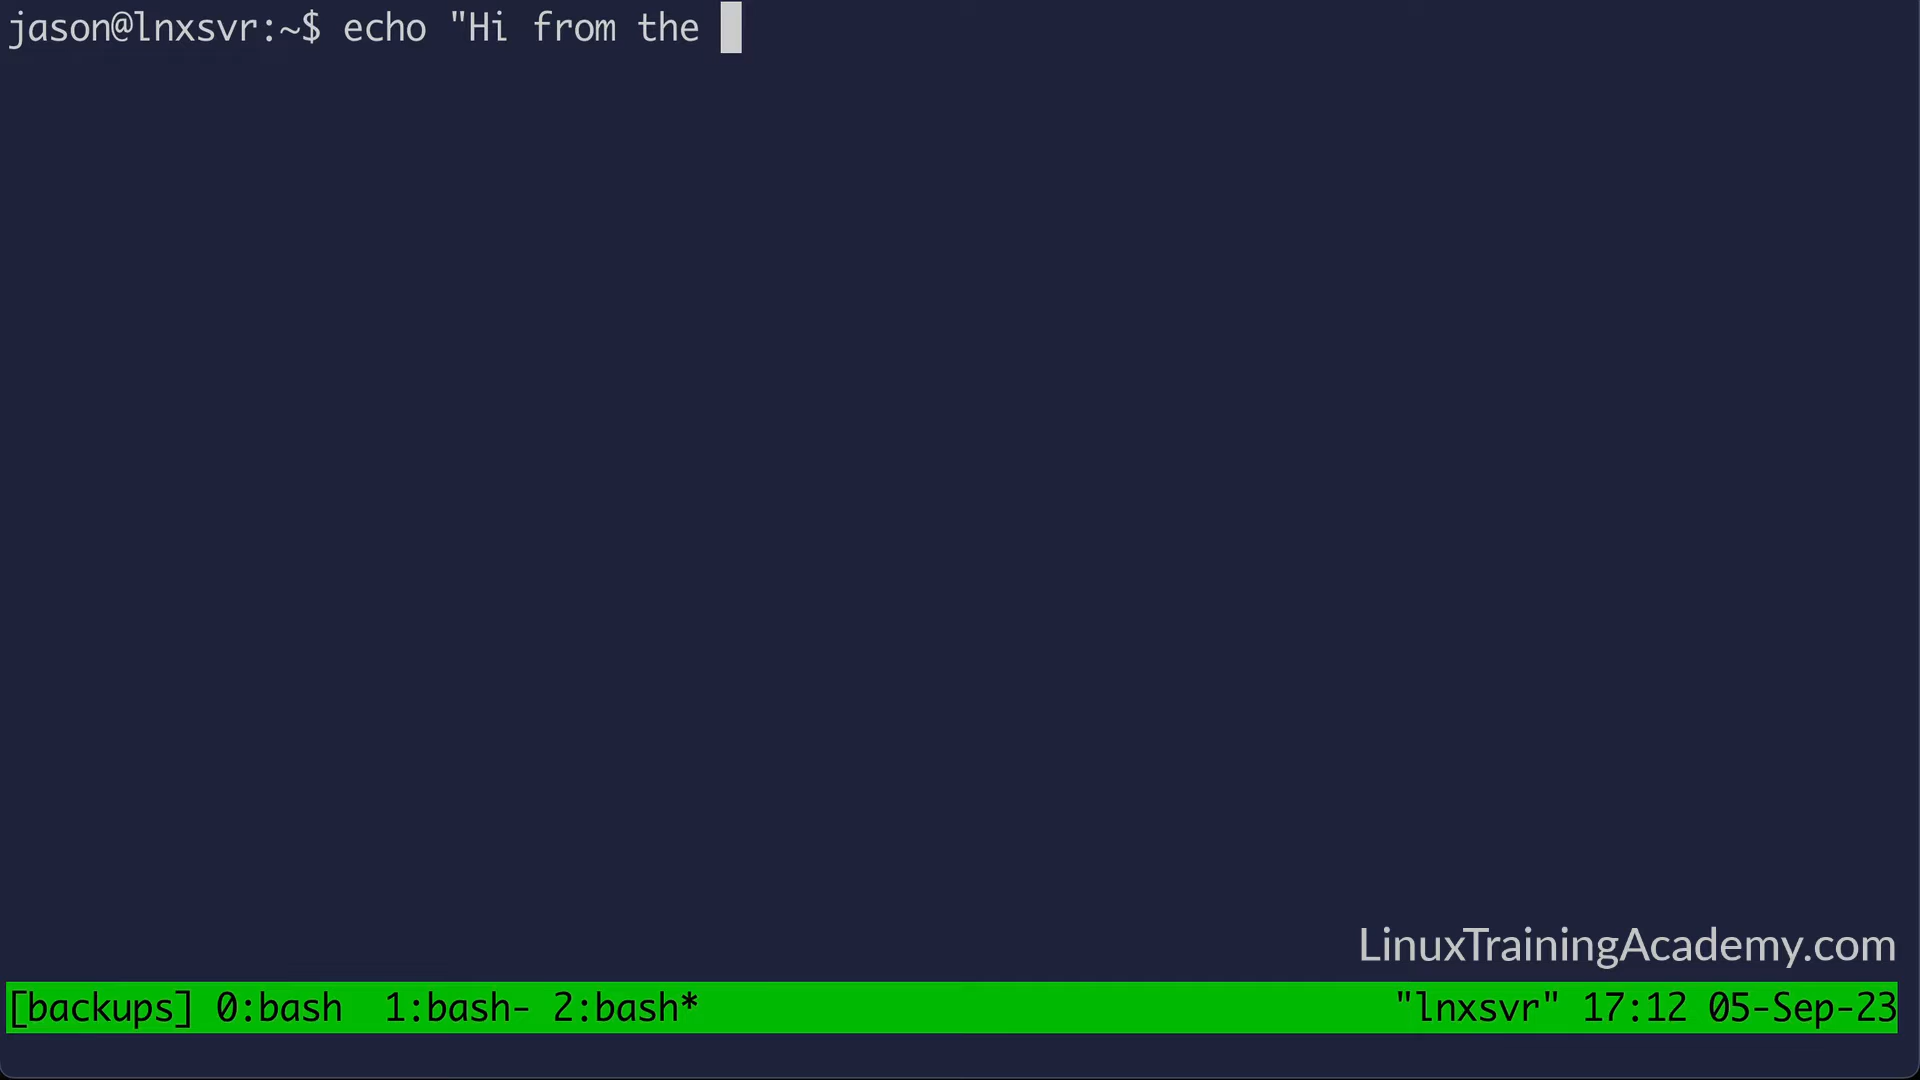 jason@lnxsvr:~$ echo "Hi from the
LinuxTrainingAcademy.com
[backups] 0:bash  1:bash- 2:bash* "lnxsvr" 17:12 05-Sep-23